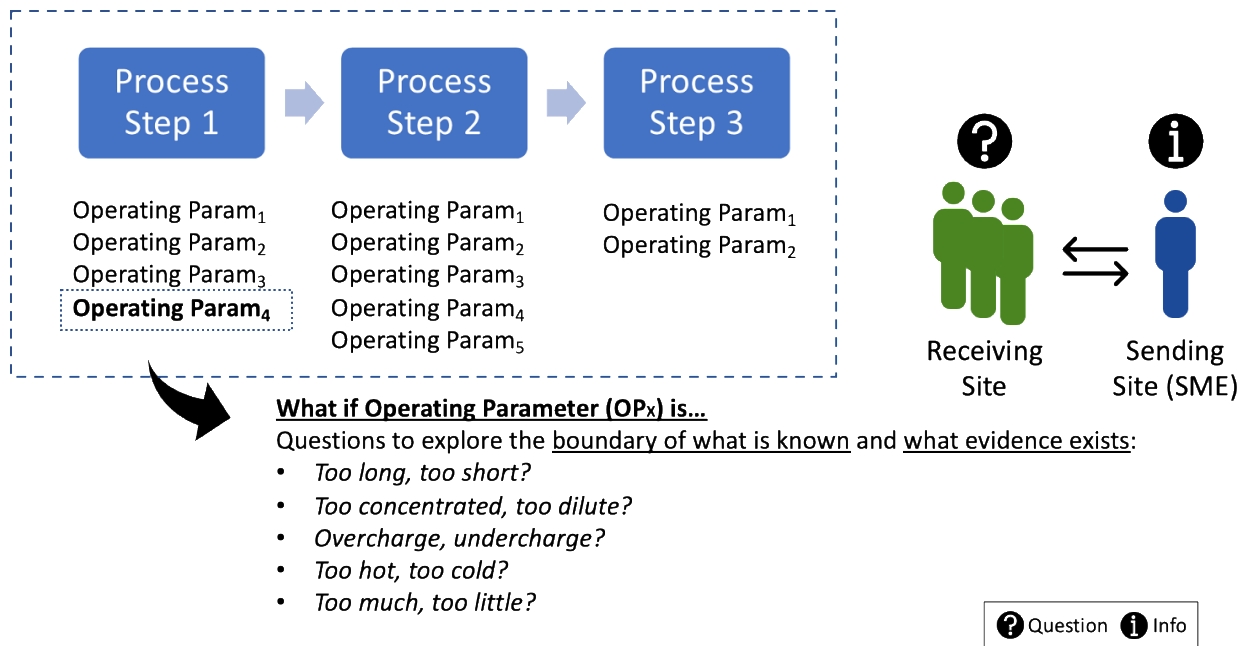 Process
Step 1
Process
Step 2
Process
Step 3
Operating Param₁
Operating Param₂
Operating Param₃
Operating Param₄
Operating Param₁
Operating Param₂
Operating Param₃
Operating Param₄
Operating Param₅
Operating Param₁
Operating Param₂
?
i
Receiving
Site
Sending
Site (SME)
What if Operating Parameter (OPx) is…
Questions to explore the boundary of what is known and what evidence exists:
• Too long, too short?
• Too concentrated, too dilute?
• Overcharge, undercharge?
• Too hot, too cold?
• Too much, too little?
? Question i Info